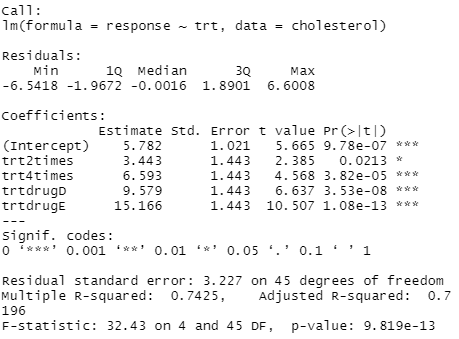 Call:
lm(formula = response ~ trt, data = cholesterol)
Residuals:
Min 1Q Median 3Q Max
-6.5418 -1.9672 -0.0016 1.8901 6.6008
Coefficients:
Estimate Std. Error t value Pr(>|t|)
(Intercept) 5.782 1.021 5.665 9.78e-07 ***
trt2times 3.443 1.443 2.385 0.0213 *
trt4times 6.593 1.443 4.568 3.82e-05 ***
trtdrugD 9.579 1.443 6.637 3.53e-08 ***
trtdrugE 15.166 1.443 10.507 1.08e-13 ***
---
Signif. codes:
0 ‘***’ 0.001 ‘**’ 0.01 ‘*’ 0.05 ‘.’ 0.1 ‘ ’ 1
Residual standard error: 3.227 on 45 degrees of freedom
Multiple R-squared: 0.7425, Adjusted R-squared: 0.7
196
F-statistic: 32.43 on 4 and 45 DF, p-value: 9.819e-13